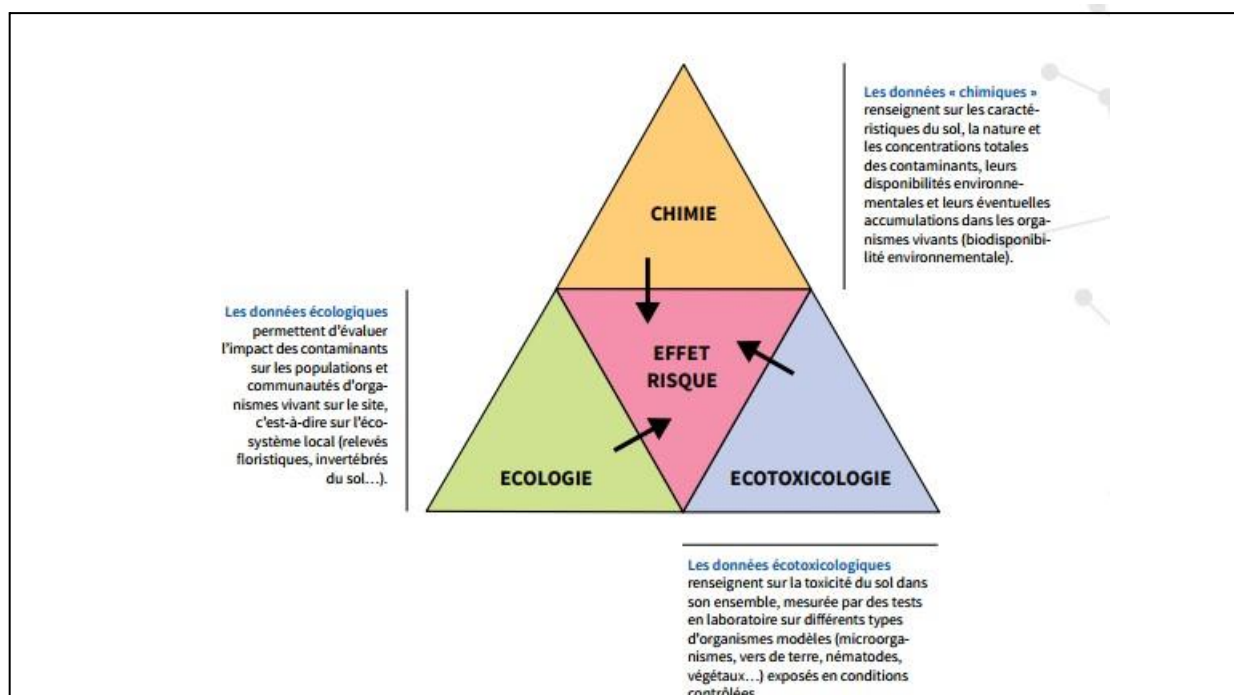 Les données « chimiques »
renseignent sur les caracté-
ristiques du sol, la nature et
les concentrations totales
des contaminants, leurs
disponibilités environne-
mentales et leurs éventuelles
accumulations dans les orga-
nismes vivants (biodisponibi-
lité environnementale).
CHIMIE
Les données écologiques
permettent d'évaluer
l'impact des contaminants
sur les populations et
communautés d'orga-
nismes vivant sur le site,
c'est-à-dire sur l'éco-
système local (relevés
floristiques, invertébrés
du sol...).
EFFET
RISQUE
ECOLOGIE
ECOTOXICOLOGIE
Les données écotoxicologiques
renseignent sur la toxicité du sol dans
son ensemble, mesurée par des tests
en laboratoire sur différents types
d'organismes modèles (microorga-
nismes, vers de terre, nématodes,
végétaux...) exposés en conditions
contrôlées